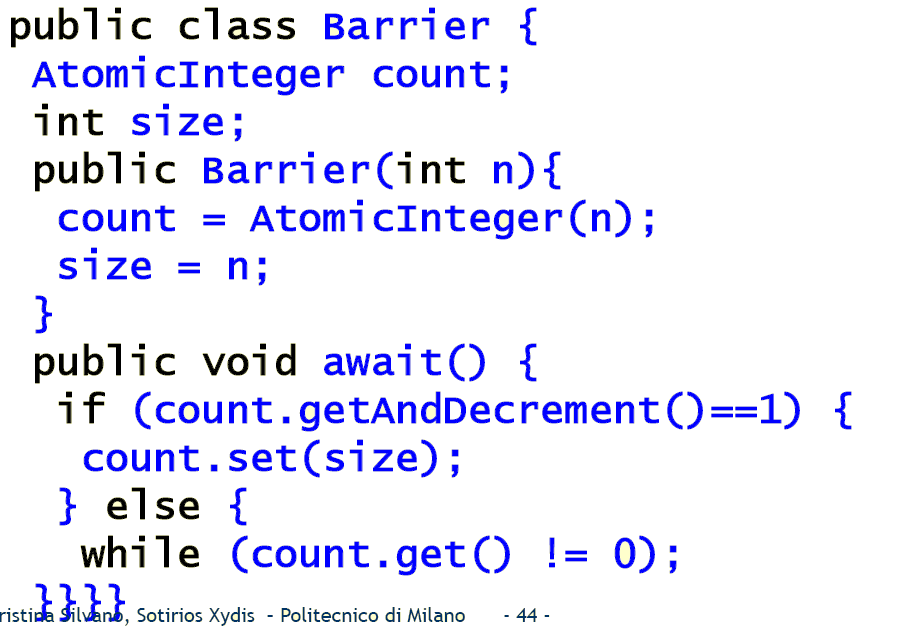 public class Barrier {
AtomicInteger count;
int size;
public Barrier(int n){
count = AtomicInteger(n);
size = n;
}
public void await() {
if (count.getAndDecrement()==1) {
count.set(size);
} else {
while (count.get() != 0);
}}}}
ristina Silvano, Sotirios Xydis – Politecnico di Milano - 44 -